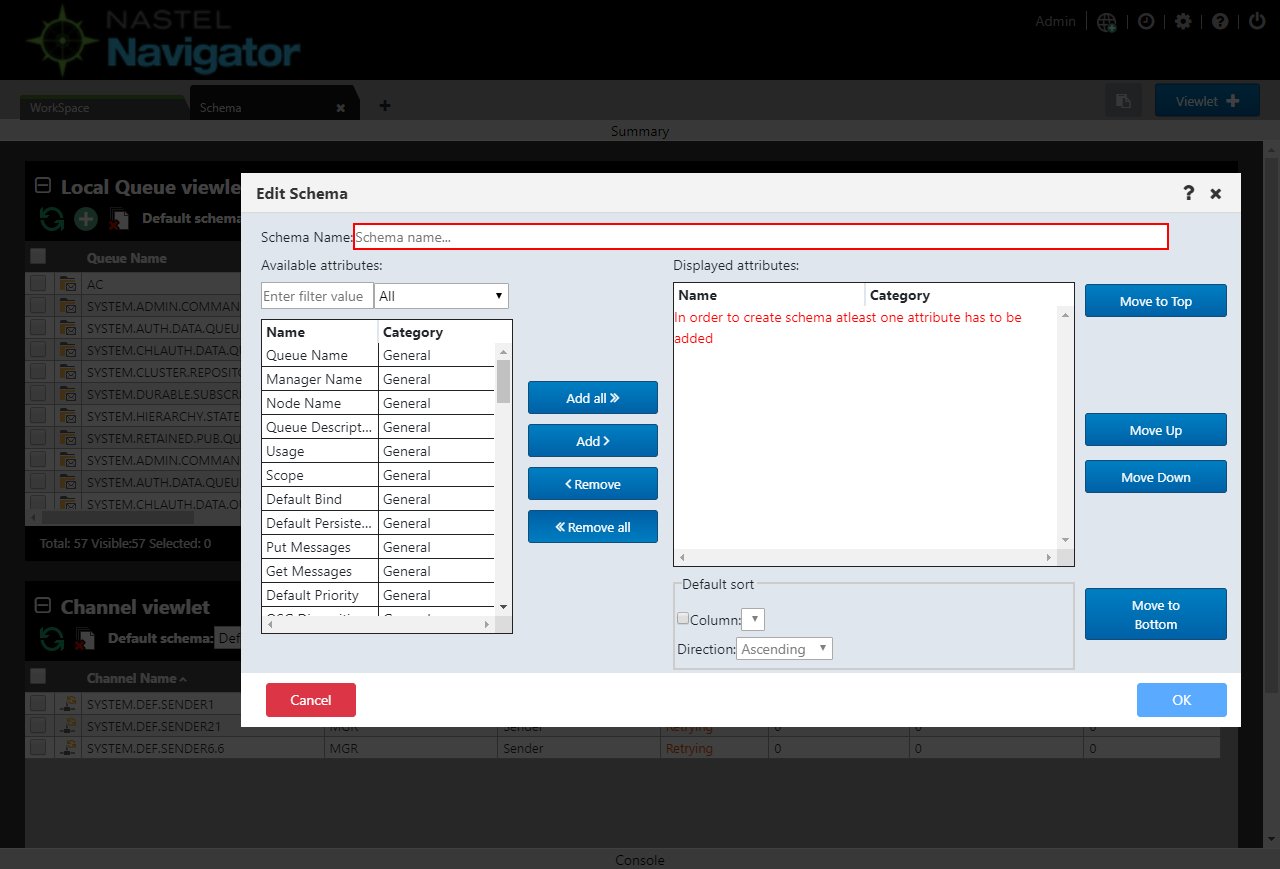 NASTEL
Navigator
Admin
WorkSpace
Schema
Viewlet
Summary
Local Queue viewle
Default schema
Queue Name
AC
SYSTEM.ADMIN.COMMAN
SYSTEM.AUTH.DATA.QUEU
SYSTEM.CHLAUTH.DATA.Q
SYSTEM.CLUSTER.REPOSIT
SYSTEM.DURABLE.SUBSCR
SYSTEM.HIERARCHY.STATE
SYSTEM.RETAINED.PUB.QU
SYSTEM.ADMIN.COMMAN
SYSTEM.AUTH.DATA.QUEU
SYSTEM.CHLAUTH.DATA.Q
Total: 57 Visible:57 Selected: 0
Edit Schema
Schema Name: Schema name...
Available attributes:
Enter filter value All
Name Category
Queue Name General
Manager Name General
Node Name General
Queue Descript... General
Usage General
Scope General
Default Bind General
Default Persiste... General
Put Messages General
Get Messages General
Default Priority General
Add all
Add
Remove
Remove all
Displayed attributes:
Name Category
In order to create schema atleast one attribute has to be
added
Move to Top
Move Up
Move Down
Move to
Bottom
Default sort
Column:
Direction: Ascending
Cancel
OK
Channel viewlet
Default schema: Def
Channel Name
SYSTEM.DEF.SENDER1
SYSTEM.DEF.SENDER21 MGR Sender Retrying 0 0 0
SYSTEM.DEF.SENDER6.6 MGR Sender Retrying 0 0 0
Console